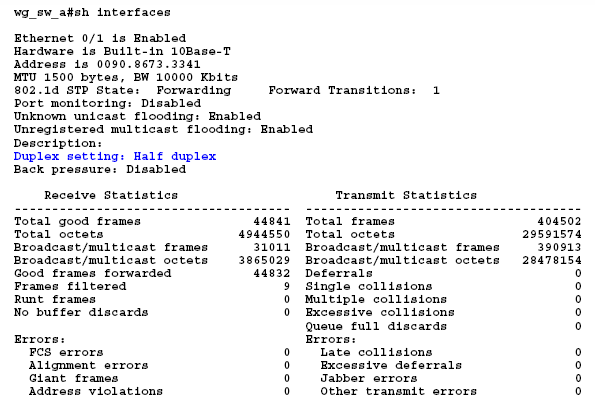 wg_sw_a#sh interfaces
Ethernet 0/1 is Enabled
Hardware is Built-in 10Base-T
Address is 0090.8673.3341
MTU 1500 bytes, BW 10000 Kbits
802.1d STP State:  Forwarding     Forward Transitions:  1
Port monitoring: Disabled
Unknown unicast flooding: Enabled
Unregistered multicast flooding: Enabled
Description:
Duplex setting: Half duplex
Back pressure: Disabled
Receive Statistics                     Transmit Statistics
-------------------------------------  -------------------------------------
Total good frames                44841  Total frames                   404502
Total octets                   4944550  Total octets                 29591574
Broadcast/multicast frames       31011  Broadcast/multicast frames     390913
Broadcast/multicast octets     3865029  Broadcast/multicast octets   28478154
Good frames forwarded            44832  Deferrals                           0
Frames filtered                      9  Single collisions                   0
Runt frames                          0  Multiple collisions                 0
No buffer discards                   0  Excessive collisions                0
Queue full discards                 0
Errors:                                 Errors:
FCS errors                         0    Late collisions                   0
Alignment errors                   0    Excessive deferrals               0
Giant frames                       0    Jabber errors                     0
Address violations                 0    Other transmit errors             0